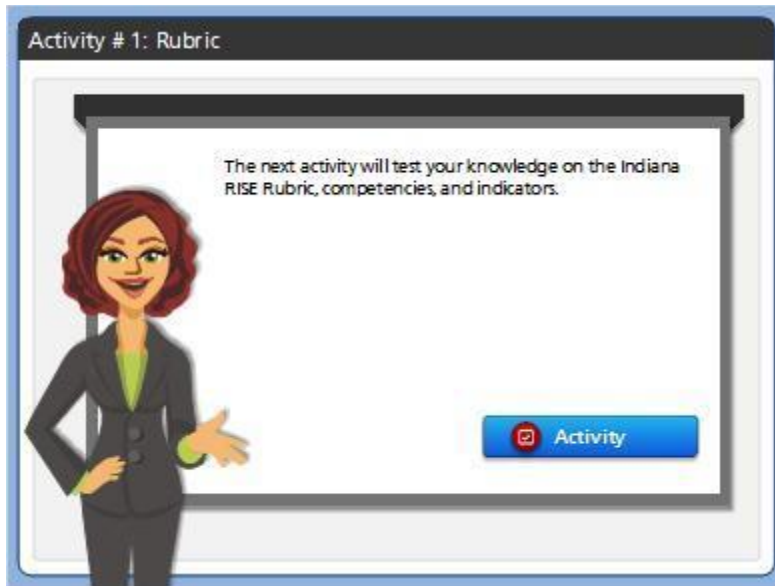 Activity # 1: Rubric
The next activity will test your knowledge on the Indiana
RISE Rubric, competencies, and indicators.
Activity